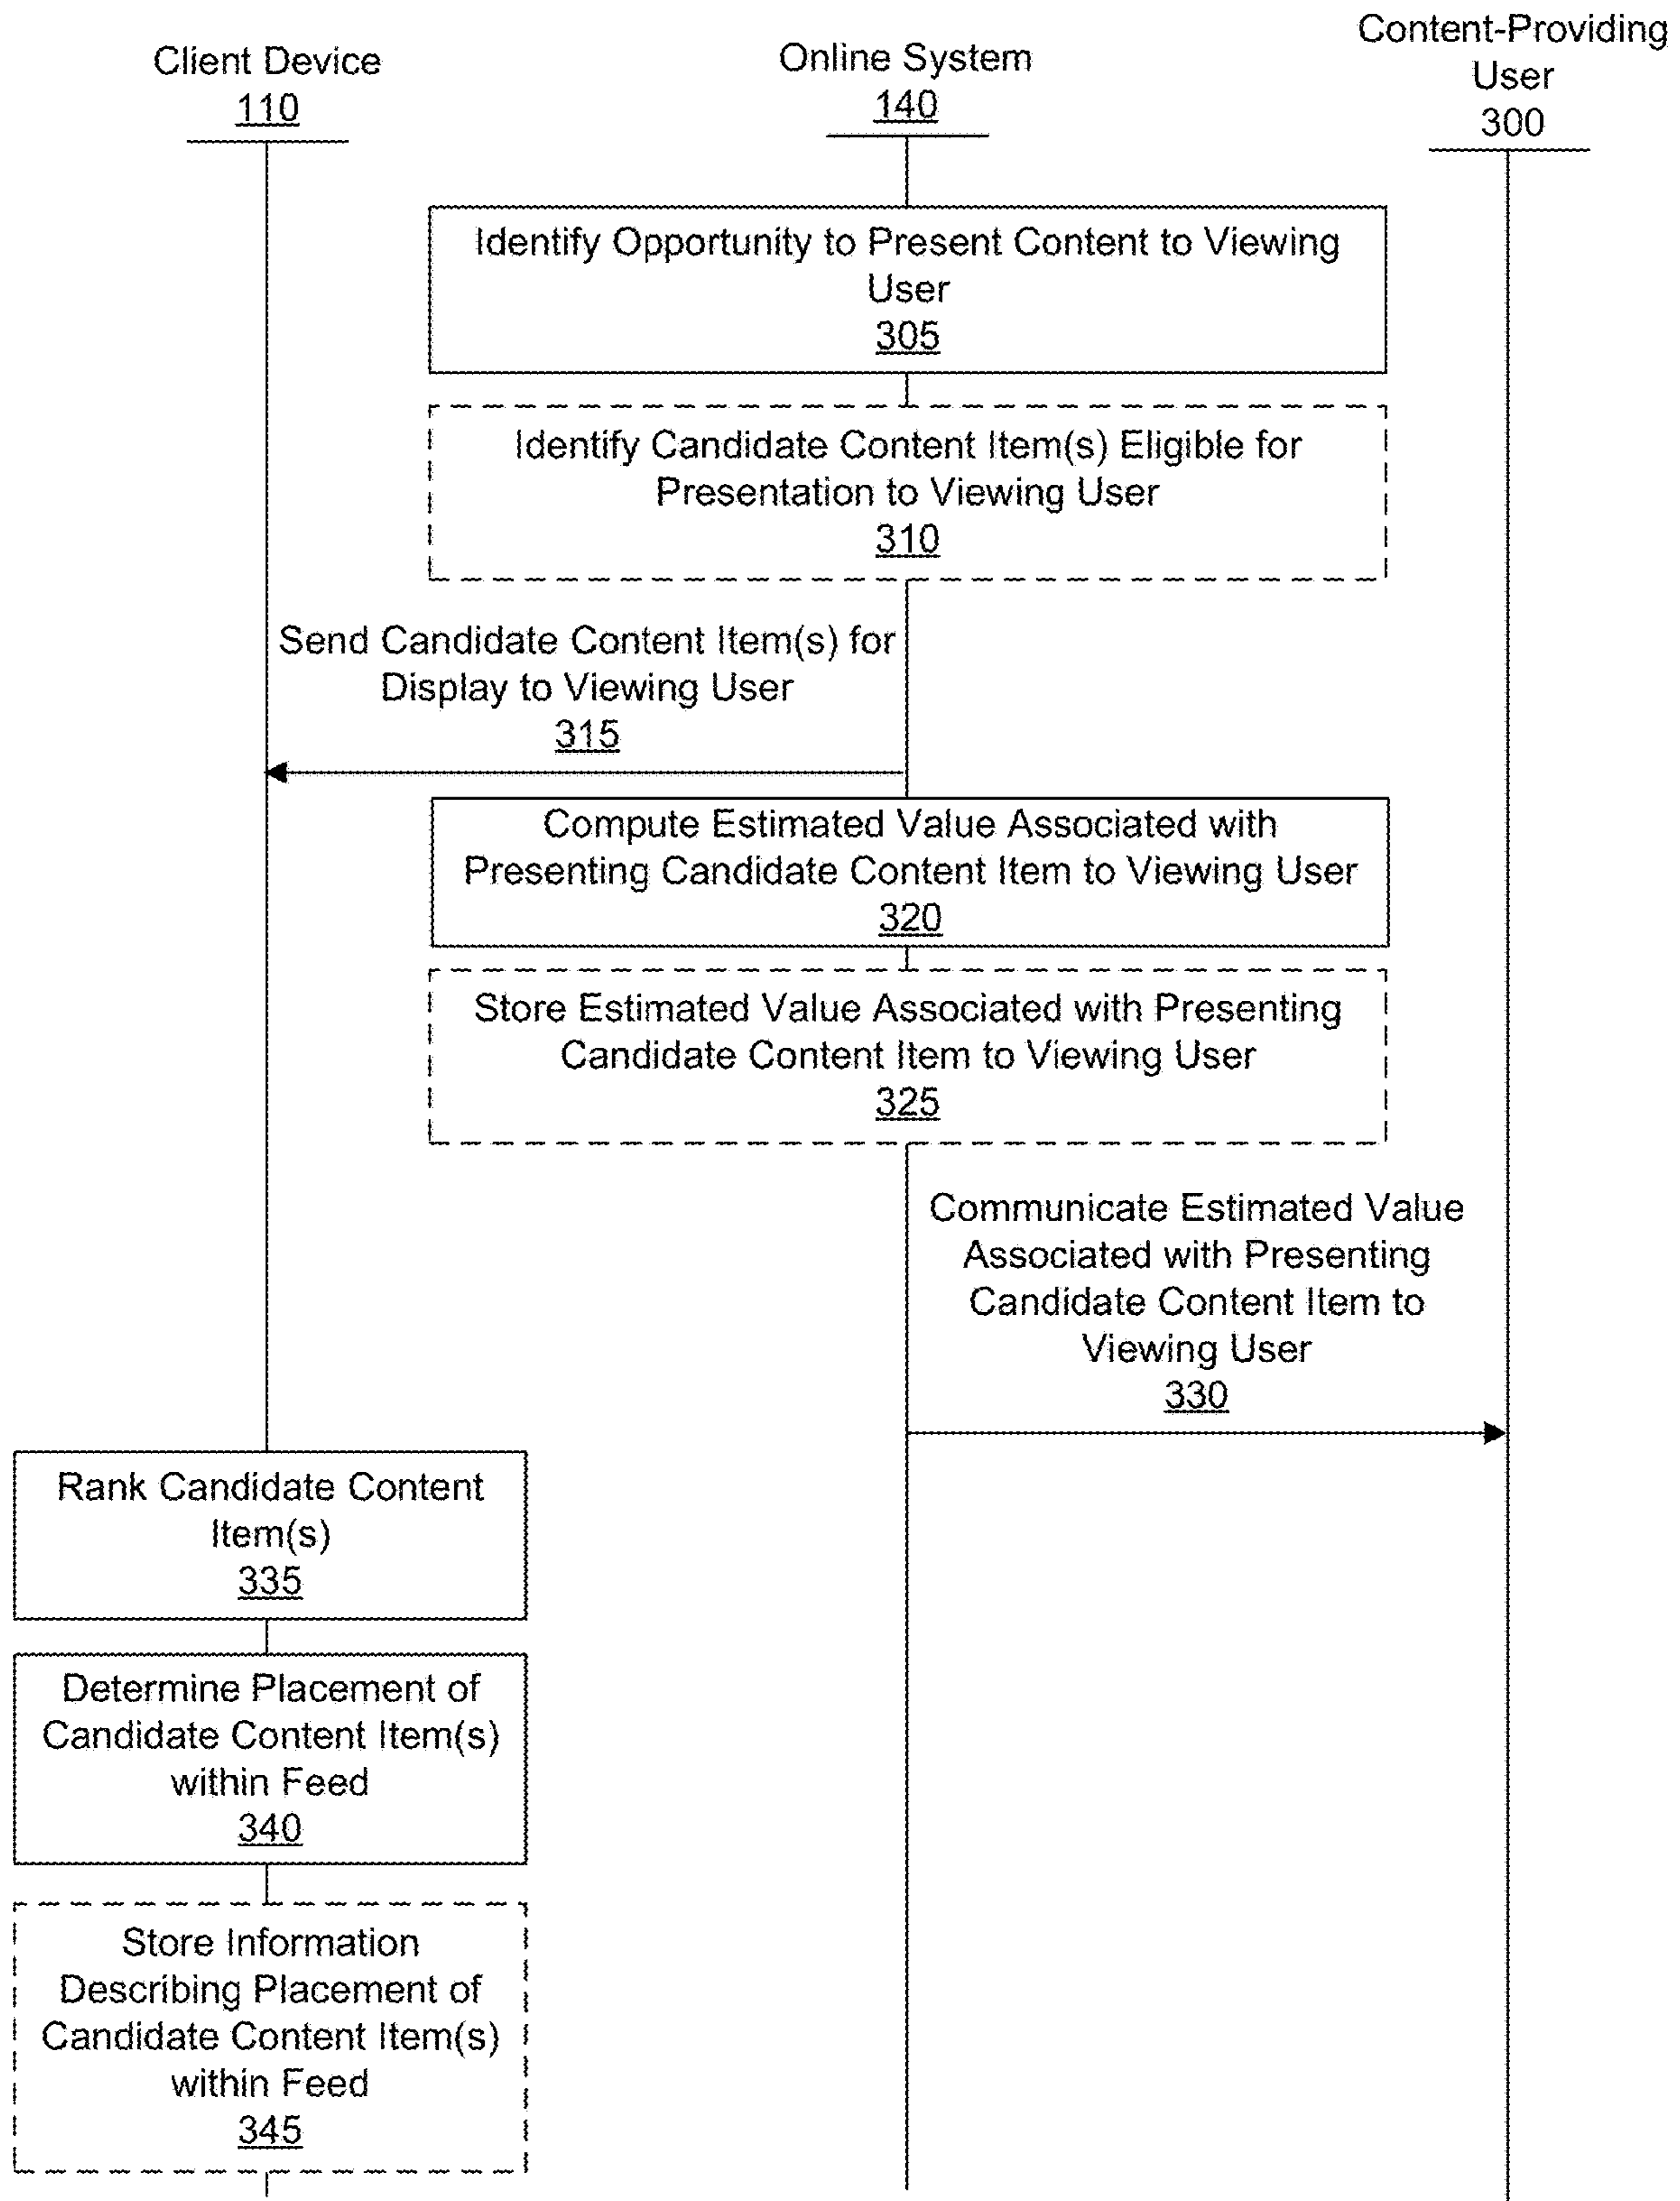 Client Device
110
Online System
140
Content-Providing
User
300
Identify Opportunity to Present Content to Viewing
User
305
Identify Candidate Content Item(s) Eligible for
Presentation to Viewing User
310
Send Candidate Content Item(s) for
Display to Viewing User
315
Compute Estimated Value Associated with
Presenting Candidate Content Item to Viewing User
320
Store Estimated Value Associated with Presenting
Candidate Content Item to Viewing User
325
Communicate Estimated Value
Associated with Presenting
Candidate Content Item to
Viewing User
330
Rank Candidate Content
Item(s)
335
Determine Placement of
Candidate Content Item(s)
within Feed
340
Store Information
Describing Placement of
Candidate Content Item(s)
within Feed
345